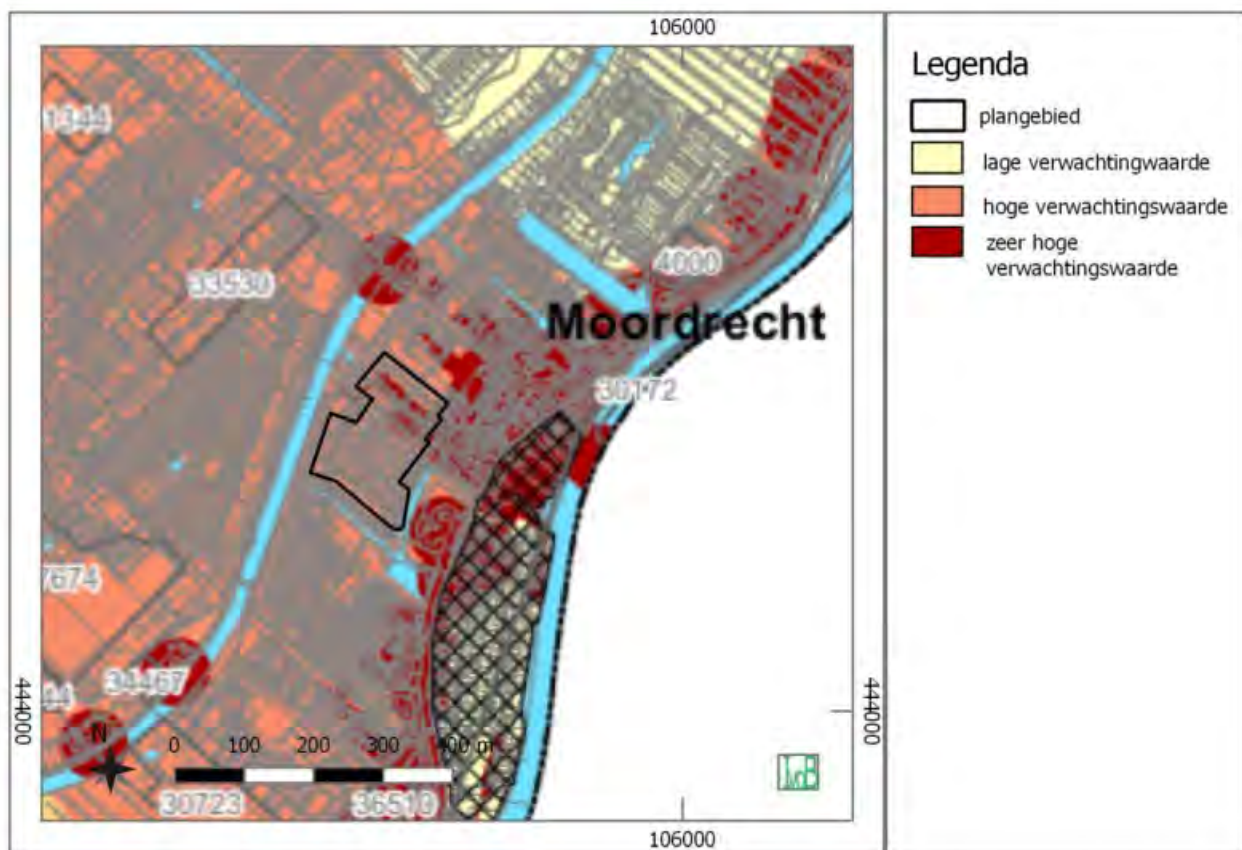 106000
Legenda
plangebied
lage verwachtingwaarde
hoge verwachtingswaarde
zeer hoge
verwachtingswaarde
1344
33530
4000
Moordrecht
30172
7674
34467
44
444000
444000
N
0 100 200 300 400 m
30723
36510
106000